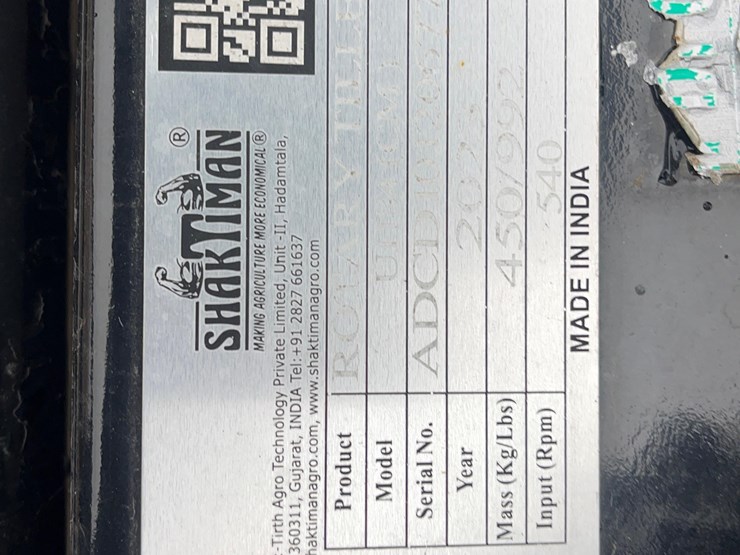 SHAKTIMAN®
MAKING AGRICULTURE MORE ECONOMICAL®
-Tirth Agro Technology Private Limited, Unit -II, Hadamtala,
360311, Gujarat, INDIA Tel:+91 2827 661637
haktimanagro.com, www.shaktimanagro.com
Product ROTARY TILLER
Model
Serial No.
Year
Mass (Kg/Lbs) 450/992
Input (Rpm) 540
MADE IN INDIA